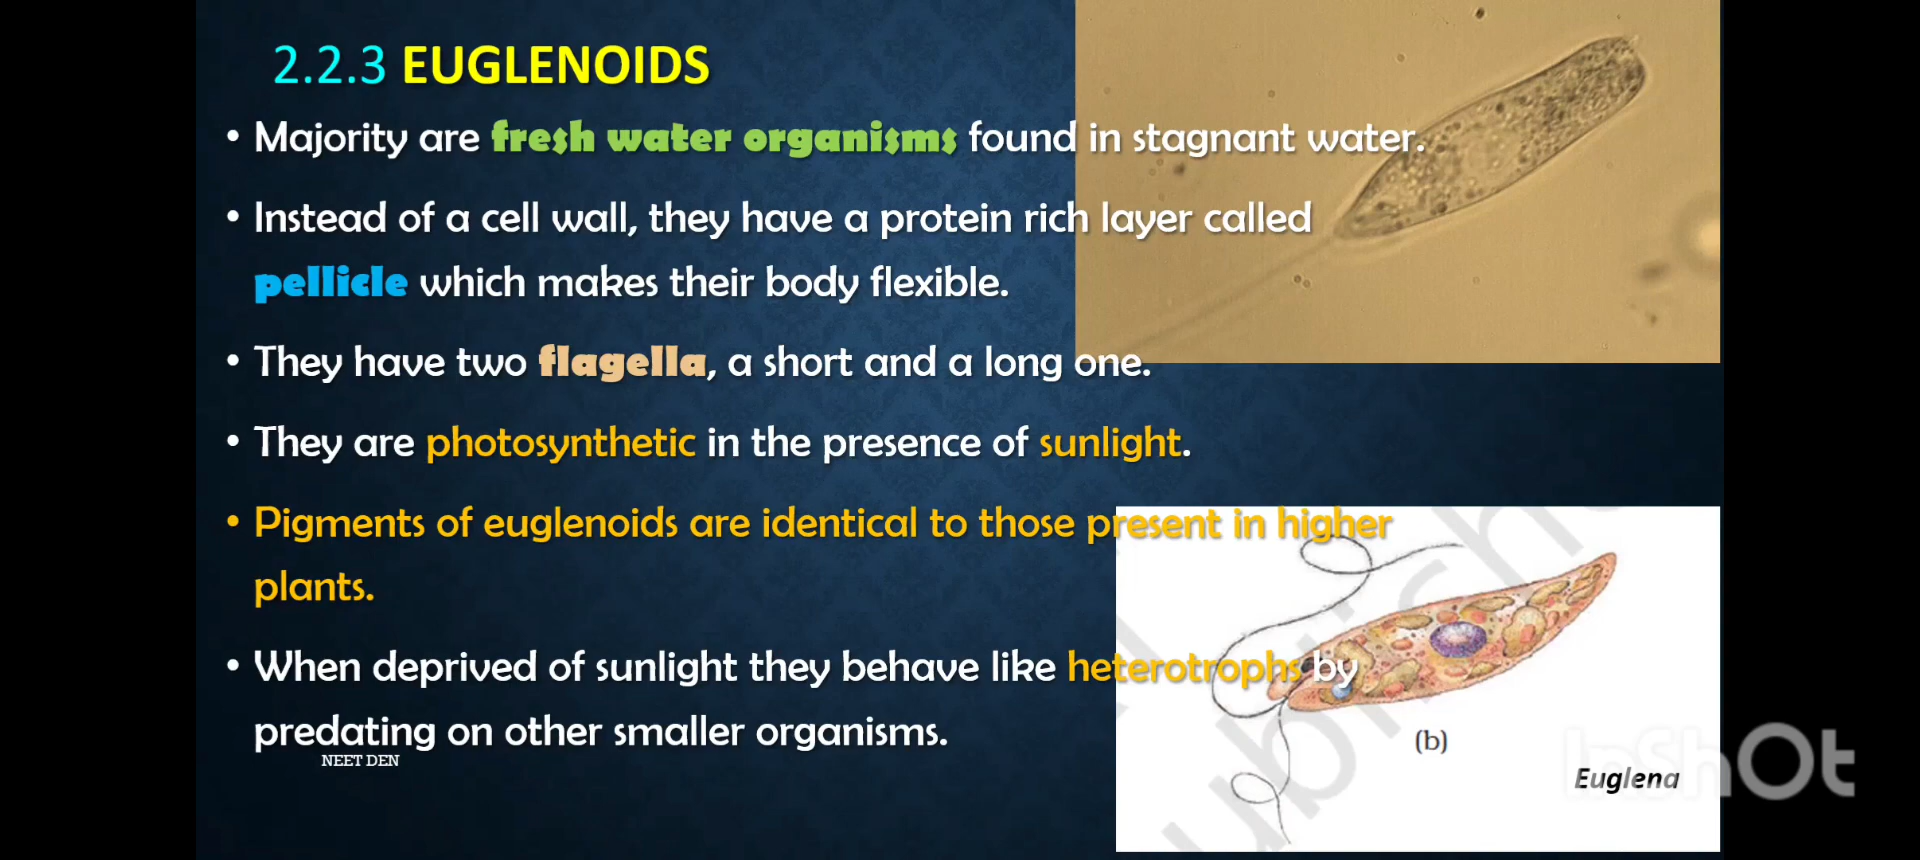 2.2.3 EUGLENOIDS
• Majority are fresh water organisms found in stagnant water.
• Instead of a cell wall, they have a protein rich layer called
pellicle which makes their body flexible.
• They have two flagella, a short and a long one.
• They are photosynthetic in the presence of sunlight.
• Pigments of euglenoids are identical to those present in higher
plants.
• When deprived of sunlight they behave like heterotrophs by
predating on other smaller organisms.
NEET DEN
(b)
Euglena
InShOt